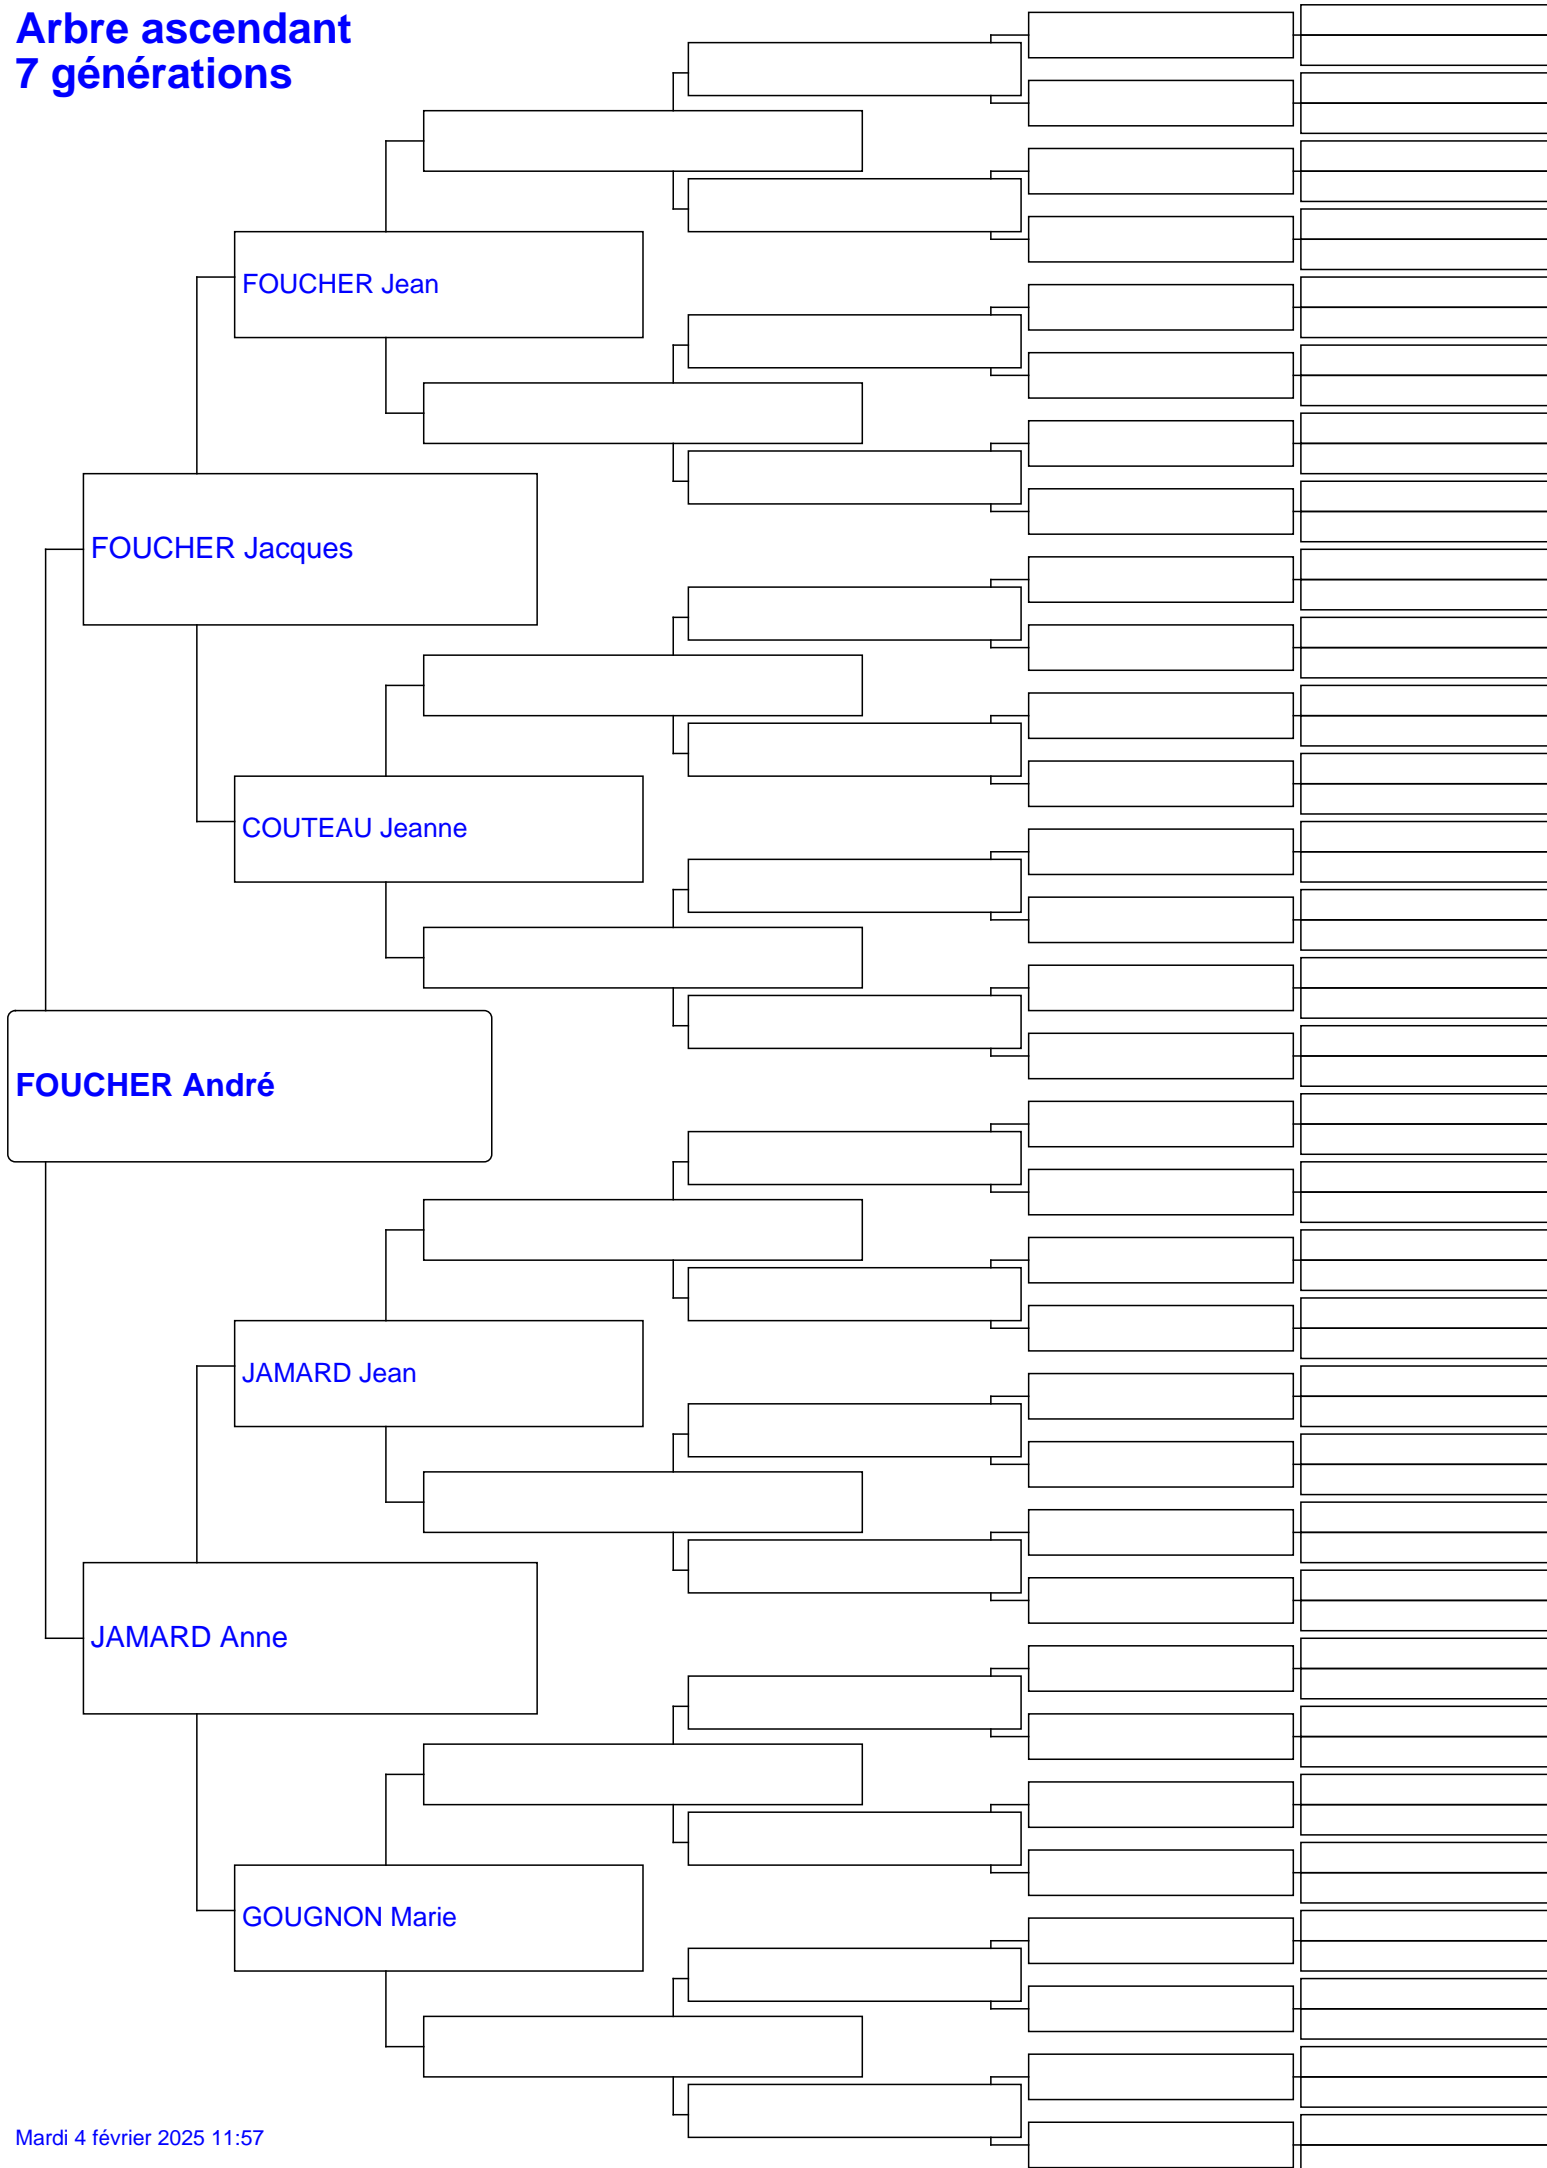 Arbre ascendant
7 générations
FOUCHER Jean
FOUCHER Jacques
COUTEAU Jeanne
FOUCHER André
JAMARD Jean
JAMARD Anne
GOUGNON Marie
Mardi 4 février 2025 11:57